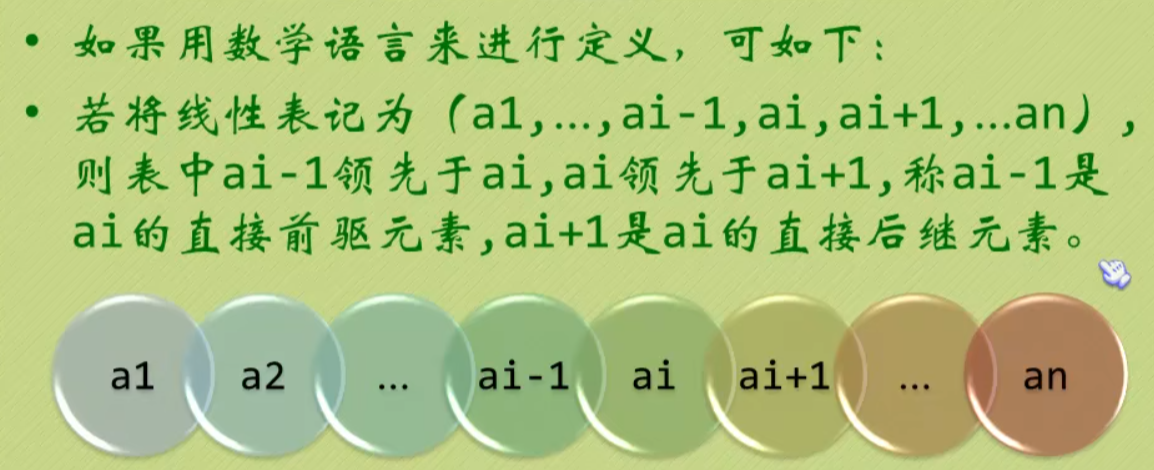 • 如果用数学语言来进行定义，可如下：
• 若将线性表记为（a1,…,ai-1,ai,ai+1,…an）,
则表中ai-1领先于ai,ai领先于ai+1,称ai-1是
ai的直接前驱元素,ai+1是ai的直接后继元素。
a1 a2 … ai-1 ai ai+1 … an